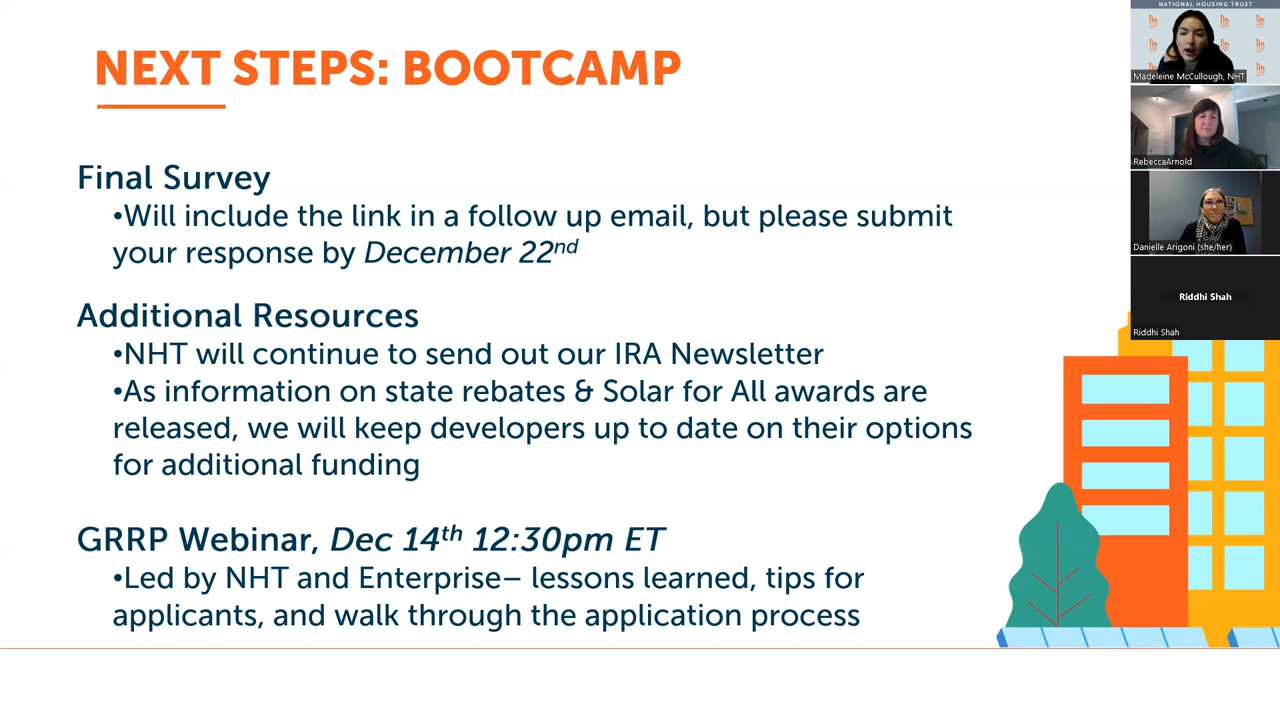 NEXT STEPS: BOOTCAMP
Final Survey
•Will include the link in a follow up email, but please submit
your response by December 22nd
Additional Resources
•NHT will continue to send out our IRA Newsletter
•As information on state rebates & Solar for All awards are
released, we will keep developers up to date on their options
for additional funding
GRRP Webinar, Dec 14th 12:30pm ET
•Led by NHT and Enterprise– lessons learned, tips for
applicants, and walk through the application process
NATIONAL HOUSING TRUST
Madeleine McCullough, NHT
RebeccaArnold
Danielle Arigoni (she/her)
Riddhi Shah
Riddhi Shah